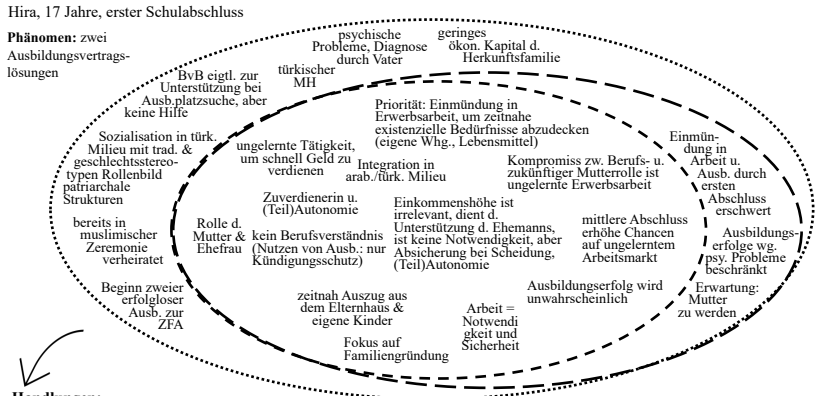 Hira, 17 Jahre, erster Schulabschluss
Phänomen: zwei
Ausbildungsvertrags-
lösungen
psychische
Probleme, Diagnose
durch Vater
geringes
ökon. Kapital d.
Herkunftsfamilie
türkischer
MH
BvB eigtl. zur
Unterstützung bei
Ausb.platzsuche, aber
keine Hilfe
Sozialisation in türk.
Milieu mit trad. &
geschlechtsstereo-
typen Rollenbild
patriarchale
Strukturen
bereits in
muslimischer
Zeremonie
verheiratet
Beginn zweier
erfolgloser
Ausb. zur
ZFA
Priorität: Einmündung in
Erwerbsarbeit, um zeitnahe
existenzielle Bedürfnisse abzudecken
(eigene Whg., Lebensmittel)
ungelernte Tätigkeit,
um schnell Geld zu
verdienen
Integration in
arab./türk. Milieu
Kompromiss zw. Berufs- u.
zukünftiger Mutterrolle ist
ungelernte Erwerbsarbeit
Zuverdienerin u.
(Teil)Autonomie
Rolle d.
Mutter &
Ehefrau
kein Berufsverständnis
(Nutzen von Ausb.: nur
Kündigungsschutz)
Einkommenshöhe ist
irrelevant, dient d.
Unterstützung d. Ehemanns,
ist keine Notwendigkeit, aber
Absicherung bei Scheidung,
(Teil)Autonomie
mittlere Abschluss
erhöhe Chancen
auf ungelerntem
Arbeitsmarkt
Ausbildungserfolg wird
unwahrscheinlich
zeitnah Auszug aus
dem Elternhaus &
eigene Kinder
Arbeit =
Notwendi
gkeit und
Sicherheit
Fokus auf
Familiengründung
Einmün-
dung in
Arbeit u.
Ausb. durch
ersten
Abschluss
erschwert
Ausbildungs-
erfolge wg.
psy. Probleme
beschränkt
Erwartung:
Mutter
zu werden
Handlungen: